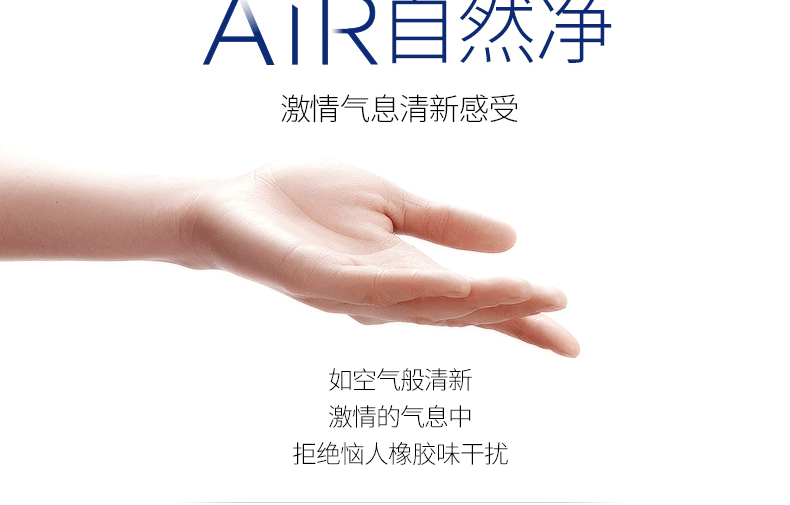 AiR自然净
激情气息清新感受
如空气般清新
激情的气息中
拒绝恼人橡胶味干扰